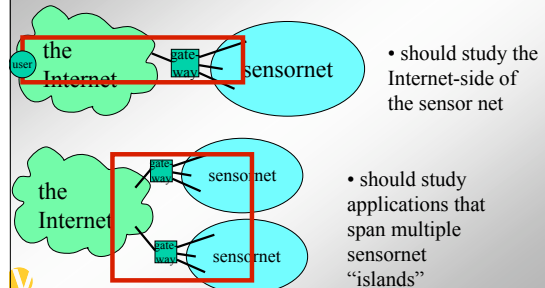 user
the
Internet
gate-
way
sensornet
• should study the
Internet-side of
the sensor net
the
Internet
gate-
way
sensornet
gate-
way
sensornet
• should study
applications that
span multiple
sensornet
“islands”